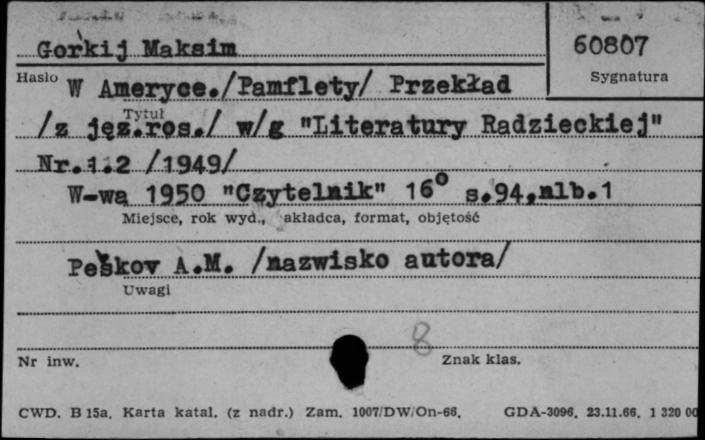 Gorkij Maksim
60807
Hasło
Sygnatura
W Ameryce./Pamflety/ Przekład
Tytuł
/z jęz.ros./ w/g "Literatury Radzieckiej"
Nr.1.2 /1949/
W-wa 1950 "Czytelnik" 16° s.94,nlb.1
Miejsce, rok wyd., akładca, format, objętość
Peškov A.M. /nazwisko autora/
Uwagi
8
Nr inw.
Znak klas.
CWD. B 15a. Karta katal. (z nadr.) Zam. 1007/DW/On-66. GDA-3096. 23.11.66. 1 320 00